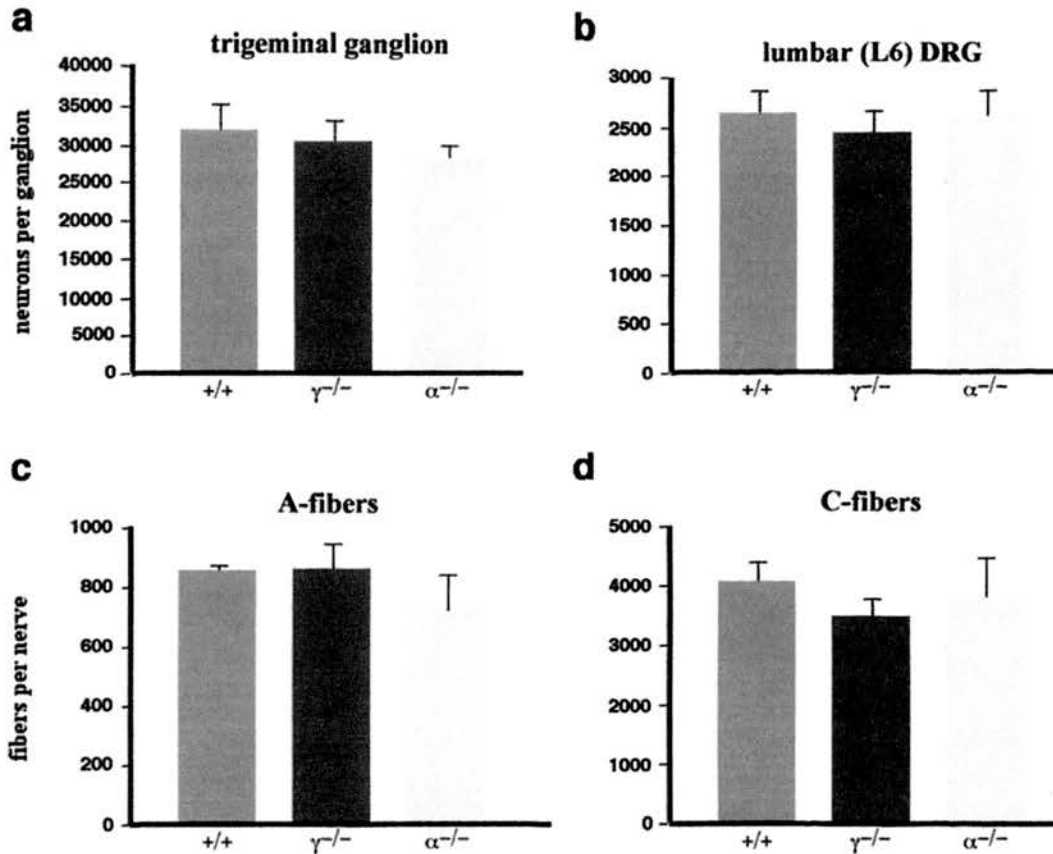 a
trigeminal ganglion
neurons per ganglion
40000
35000
30000
25000
20000
15000
10000
5000
0
+/+ γ−/− α−/−
b
lumbar (L6) DRG
3000
2500
2000
1500
1000
500
0
+/+ γ−/− α−/−
c
A-fibers
fibers per nerve
1000
800
600
400
200
0
+/+ γ−/− α−/−
d
C-fibers
5000
4000
3000
2000
1000
0
+/+ γ−/− α−/−